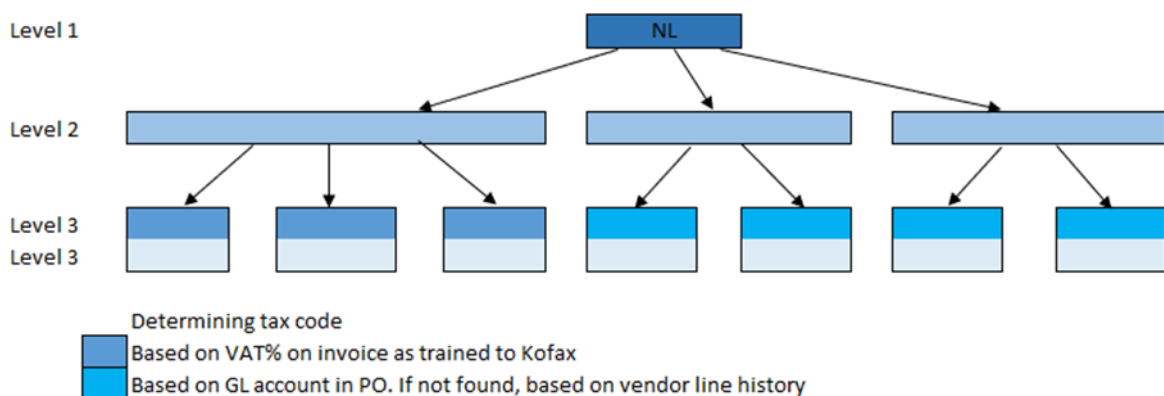 Level 1
NL
Level 2
Level 3
Level 3
Determining tax code
Based on VAT% on invoice as trained to Kofax
Based on GL account in PO. If not found, based on vendor line history